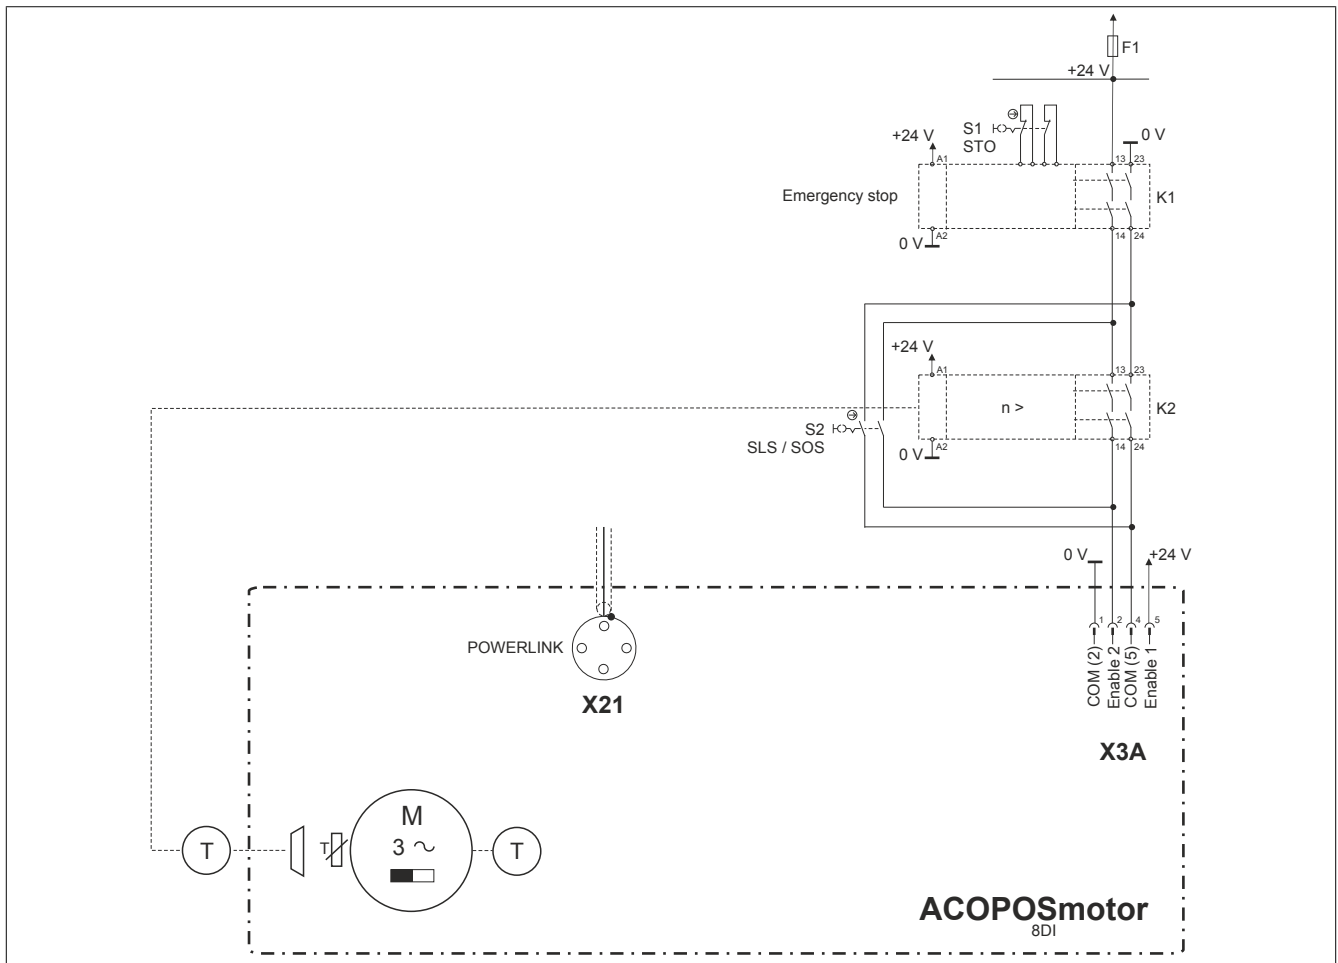 F1
+24 V
S1
STO
+24 V
0 V
A1
13
23
Emergency stop
K1
A2
14
24
0 V
+24 V
A1
13
23
n >
K2
S2
SLS / SOS
A2
14
24
0 V
0 V
+24 V
1
2
4
5
COM (2)
Enable 2
COM (5)
Enable 1
POWERLINK
X21
X3A
M
3
T
T
T
ACOPOSmotor
8DI